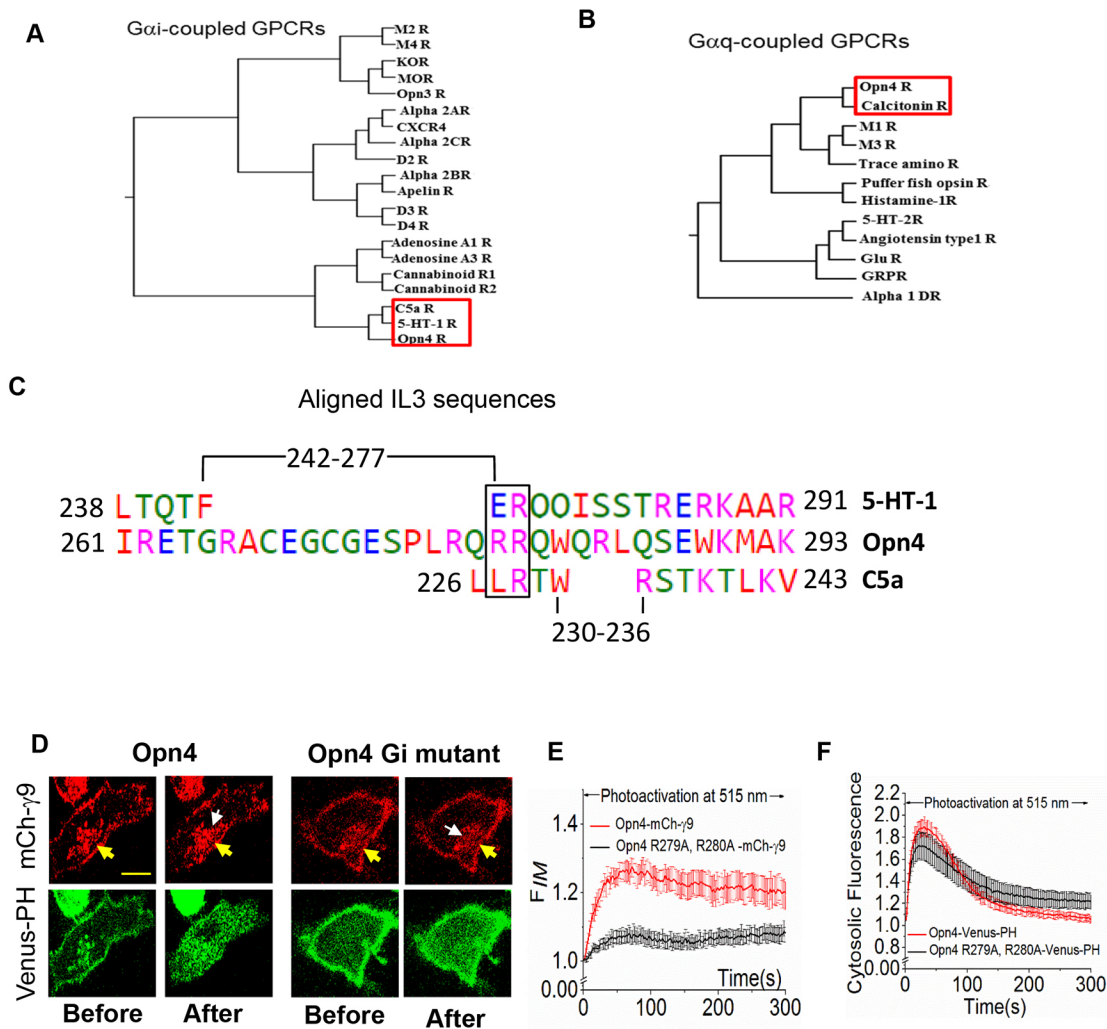 A
Gαi-coupled GPCRs
M2 R
M4 R
KOR
MOR
Opn3 R
Alpha 2AR
CXCR4
Alpha 2CR
D2 R
Alpha 2BR
Apelin R
D3 R
D4 R
Adenosine A1 R
Adenosine A3 R
Cannabinoid R1
Cannabinoid R2
C5a R
5-HT-1 R
Opn4 R
B
Gαq-coupled GPCRs
Opn4 R
Calcitonin R
M1 R
M3 R
Trace amino R
Puffer fish opsin R
Histamine-1R
5-HT-2R
Angiotensin type1 R
Glu R
GRPR
Alpha 1 DR
C
Aligned IL3 sequences
242-277
238 LTQTF ERQQISSTRERKAAR 291 5-HT-1
261 IRETGRACEGCGESPLRQRRQWQRLQSEWKMAK 293 Opn4
226 LLRTW RSTKTLKV 243 C5a
230-236
D
Opn4
Opn4 Gi mutant
mCh-γ9
Venus-PH
Before
After
Before
After
E
Photoactivation at 515 nm
Opn4-mCh-γ9
Opn4 R279A, R280A -mCh-γ9
FIM
1.4
1.2
1.0
0.00
0 100 200 300
Time(s)
F
Photoactivation at 515 nm
Cytosolic Fluorescence
2.2
2.0
1.8
1.6
1.4
1.2
1.0
0.8
0.00
Opn4-Venus-PH
Opn4 R279A, R280A-Venus-PH
0 100 200 300
Time(s)